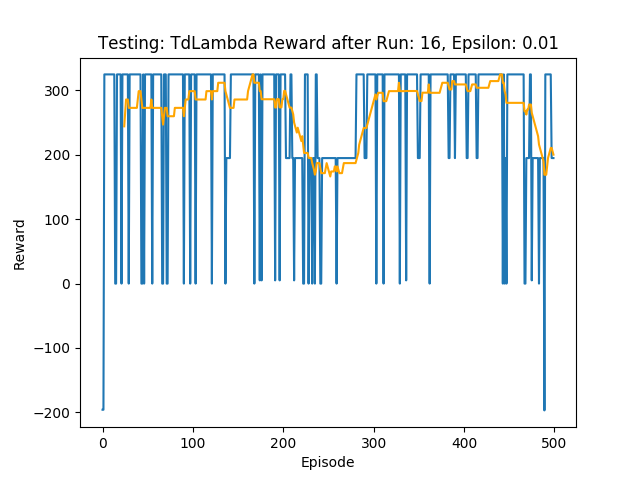 Testing: TdLambda Reward after Run: 16, Epsilon: 0.01
300
200
100
0
−100
−200
Reward
0 100 200 300 400 500
Episode